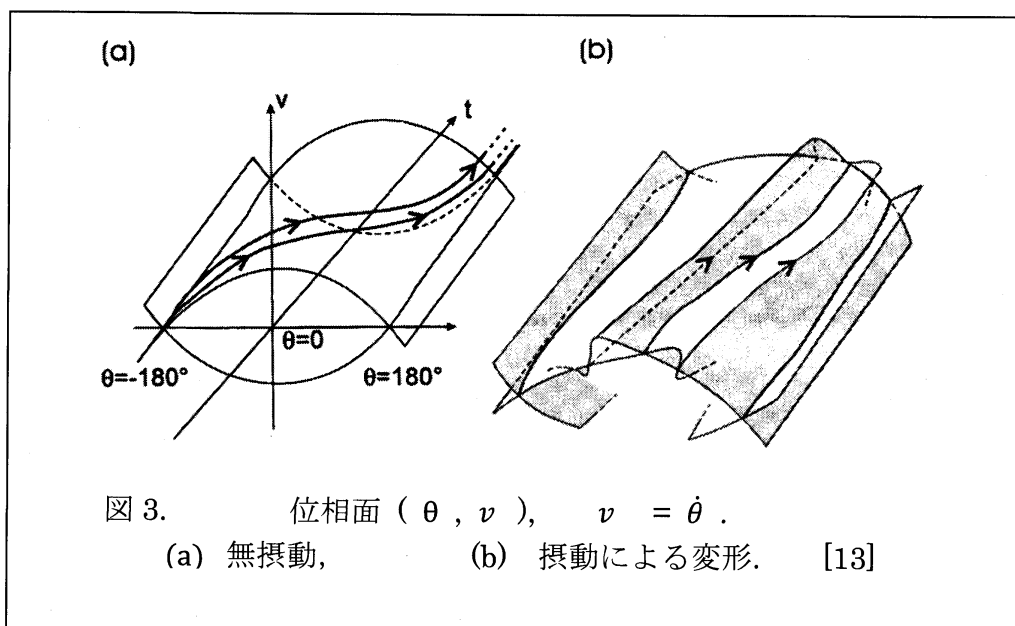 (a)
(b)
v
t
θ=0
θ=-180°
θ=180°
図 3. 位相面 ( θ , v ), v = θ̇ .
(a) 無摂動, (b) 摂動による変形. [13]